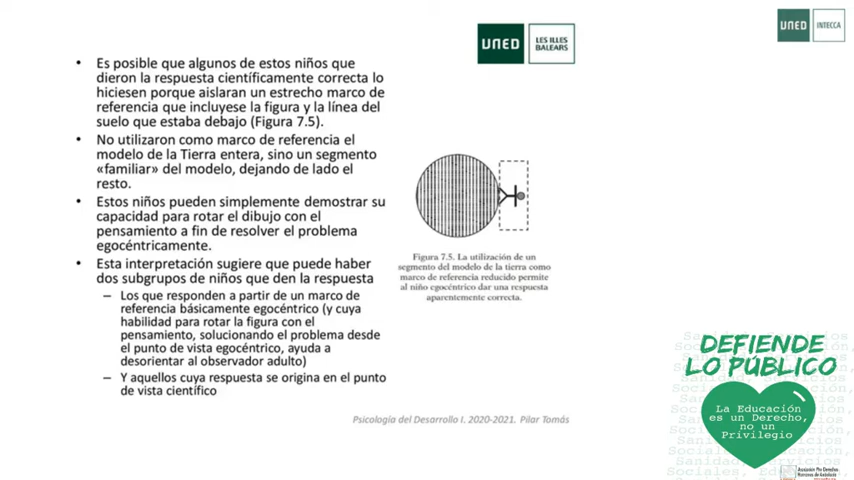 UNED
LES ILLES
BALEARS
UNED
INTECCA
• Es posible que algunos de estos niños que
dieron la respuesta científicamente correcta lo
hiciesen porque aislaran un estrecho marco de
referencia que incluyese la figura y la línea del
suelo que estaba debajo (Figura 7.5).
• No utilizaron como marco de referencia el
modelo de la Tierra entera, sino un segmento
«familiar» del modelo, dejando de lado el
resto.
• Estos niños pueden simplemente demostrar su
capacidad para rotar el dibujo con el
pensamiento a fin de resolver el problema
egocéntricamente.
• Esta interpretación sugiere que puede haber
dos subgrupos de niños que den la respuesta
– Los que responden a partir de un marco de
referencia básicamente egocéntrico (y cuya
habilidad para rotar la figura con el
pensamiento, solucionando el problema desde
el punto de vista egocéntrico, ayuda a
desorientar al observador adulto)
– Y aquellos cuya respuesta se origina en el punto
de vista científico
Figura 7.5. La utilización de un
segmento del modelo de la tierra como
marco de referencia reducido permite
al niño egocéntrico dar una respuesta
aparentemente correcta.
Psicología del Desarrollo I. 2020-2021. Pilar Tomás
DEFIENDE
LO PÚBLICO
La Educación
es un Derecho,
no un
Privilegio